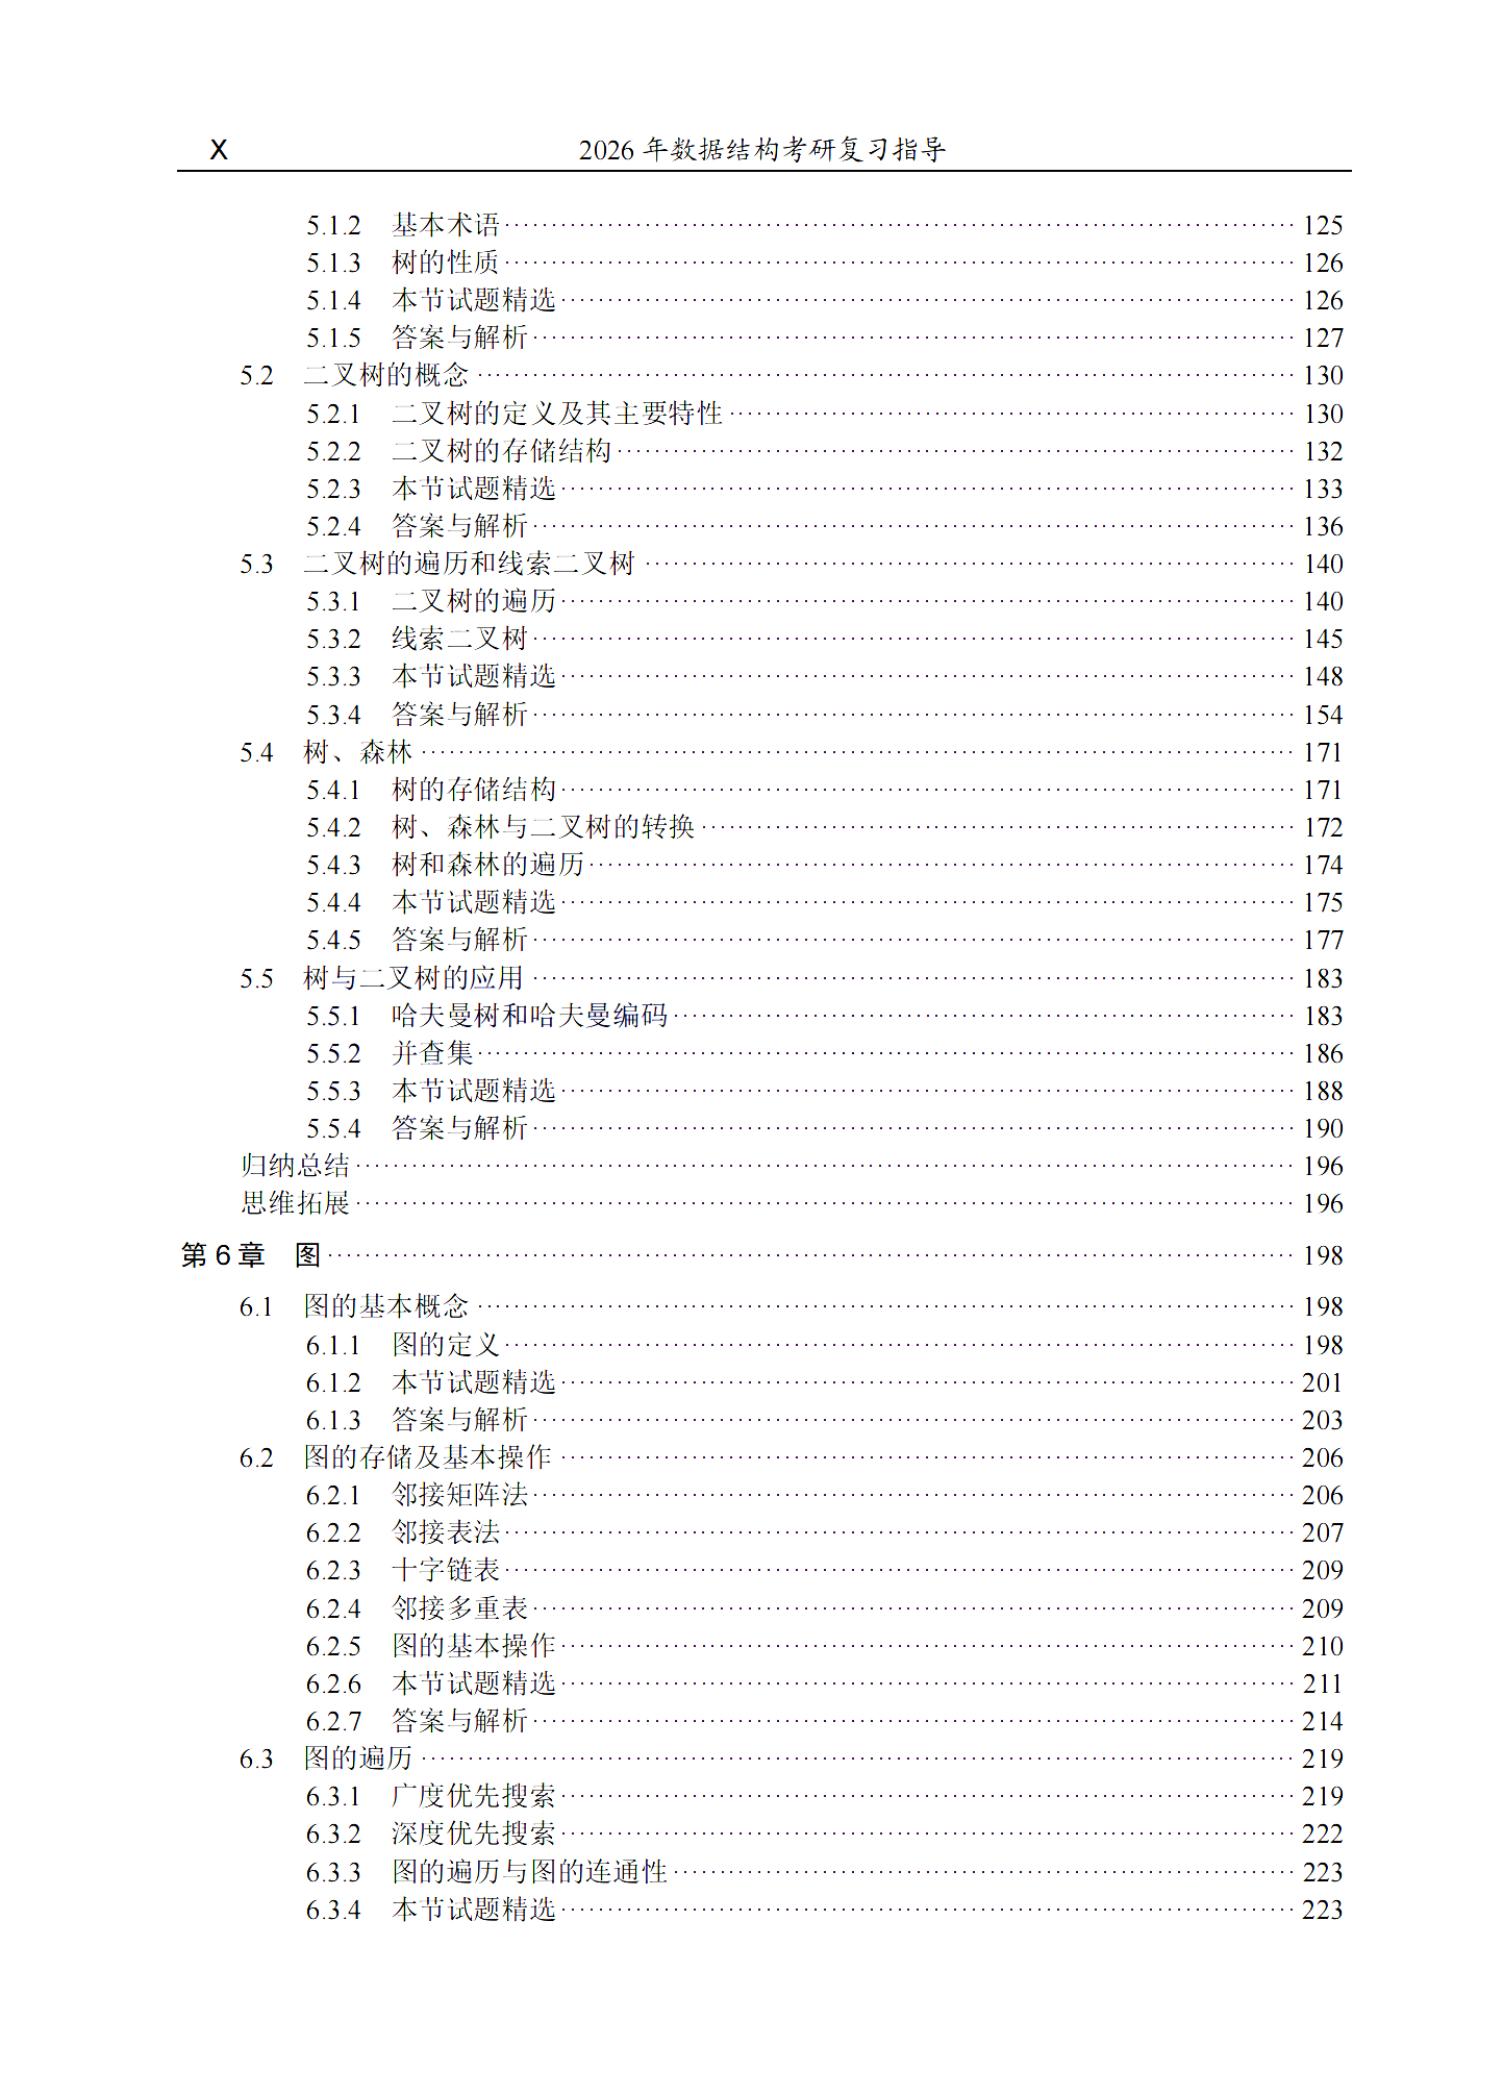 X 2026 年数据结构考研复习指导
5.1.2 基本术语 125
5.1.3 树的性质 126
5.1.4 本节试题精选 126
5.1.5 答案与解析 127
5.2 二叉树的概念 130
5.2.1 二叉树的定义及其主要特性 130
5.2.2 二叉树的存储结构 132
5.2.3 本节试题精选 133
5.2.4 答案与解析 136
5.3 二叉树的遍历和线索二叉树 140
5.3.1 二叉树的遍历 140
5.3.2 线索二叉树 145
5.3.3 本节试题精选 148
5.3.4 答案与解析 154
5.4 树、森林 171
5.4.1 树的存储结构 171
5.4.2 树、森林与二叉树的转换 172
5.4.3 树和森林的遍历 174
5.4.4 本节试题精选 175
5.4.5 答案与解析 177
5.5 树与二叉树的应用 183
5.5.1 哈夫曼树和哈夫曼编码 183
5.5.2 并查集 186
5.5.3 本节试题精选 188
5.5.4 答案与解析 190
归纳总结 196
思维拓展 196
第 6 章 图 198
6.1 图的基本概念 198
6.1.1 图的定义 198
6.1.2 本节试题精选 201
6.1.3 答案与解析 203
6.2 图的存储及基本操作 206
6.2.1 邻接矩阵法 206
6.2.2 邻接表法 207
6.2.3 十字链表 209
6.2.4 邻接多重表 209
6.2.5 图的基本操作 210
6.2.6 本节试题精选 211
6.2.7 答案与解析 214
6.3 图的遍历 219
6.3.1 广度优先搜索 219
6.3.2 深度优先搜索 222
6.3.3 图的遍历与图的连通性 223
6.3.4 本节试题精选 223